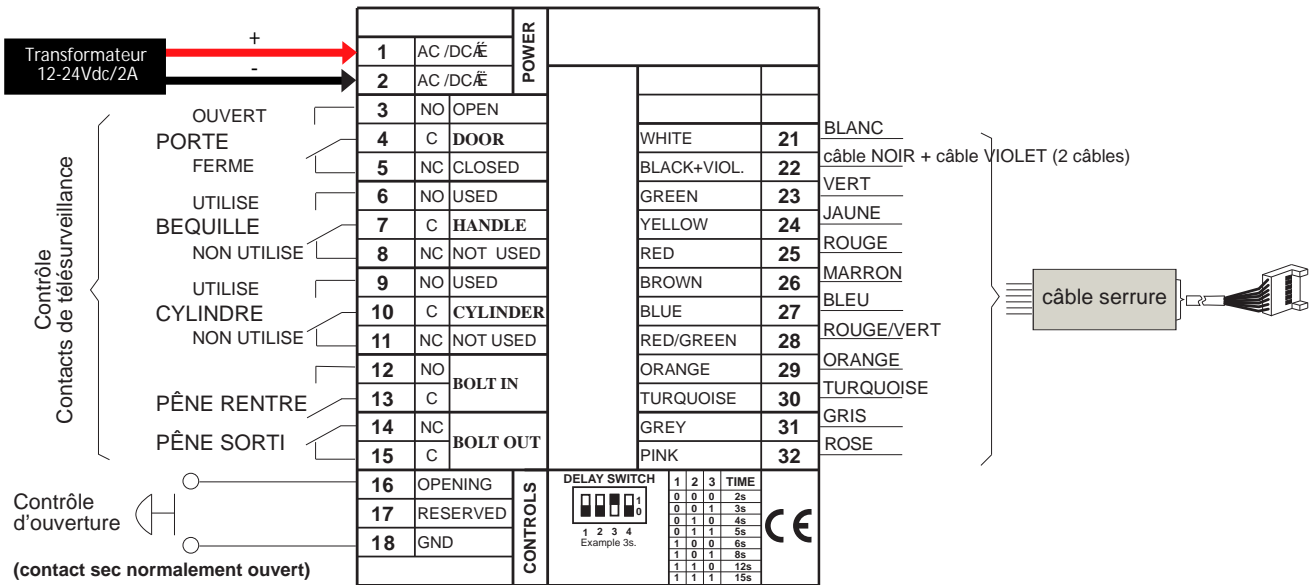 Transformateur
12-24Vdc/2A
+
-
Contrôle
Contacts de télésurveillance
OUVERT
PORTE
FERME
UTILISE
BEQUILLE
NON UTILISE
UTILISE
CYLINDRE
NON UTILISE
PÊNE RENTRE
PÊNE SORTI
Contrôle
d'ouverture
(contact sec normalement ouvert)
POWER
1 AC /DCÆË
2 AC /DCÆË
3 NO OPEN
4 C DOOR
5 NC CLOSED
6 NO USED
7 C HANDLE
8 NC NOT USED
9 NO USED
10 C CYLINDER
11 NC NOT USED
12 NO
BOLT IN
13 C
14 NC
BOLT OUT
15 C
16 OPENING
17 RESERVED
18 GND
CONTROLS
WHITE 21 BLANC
BLACK+VIOL. 22 câble NOIR + câble VIOLET (2 câbles)
GREEN 23 VERT
YELLOW 24 JAUNE
RED 25 ROUGE
BROWN 26 MARRON
BLUE 27 BLEU
RED/GREEN 28 ROUGE/VERT
ORANGE 29 ORANGE
TURQUOISE 30 TURQUOISE
GREY 31 GRIS
PINK 32 ROSE
câble serrure
DELAY SWITCH
1
0
1 2 3 4
Example 3s.
1 2 3 TIME
0 0 0 2s
0 0 1 3s
0 1 0 4s
0 1 1 5s
1 0 0 6s
1 0 1 8s
1 1 0 12s
1 1 1 15s
CE